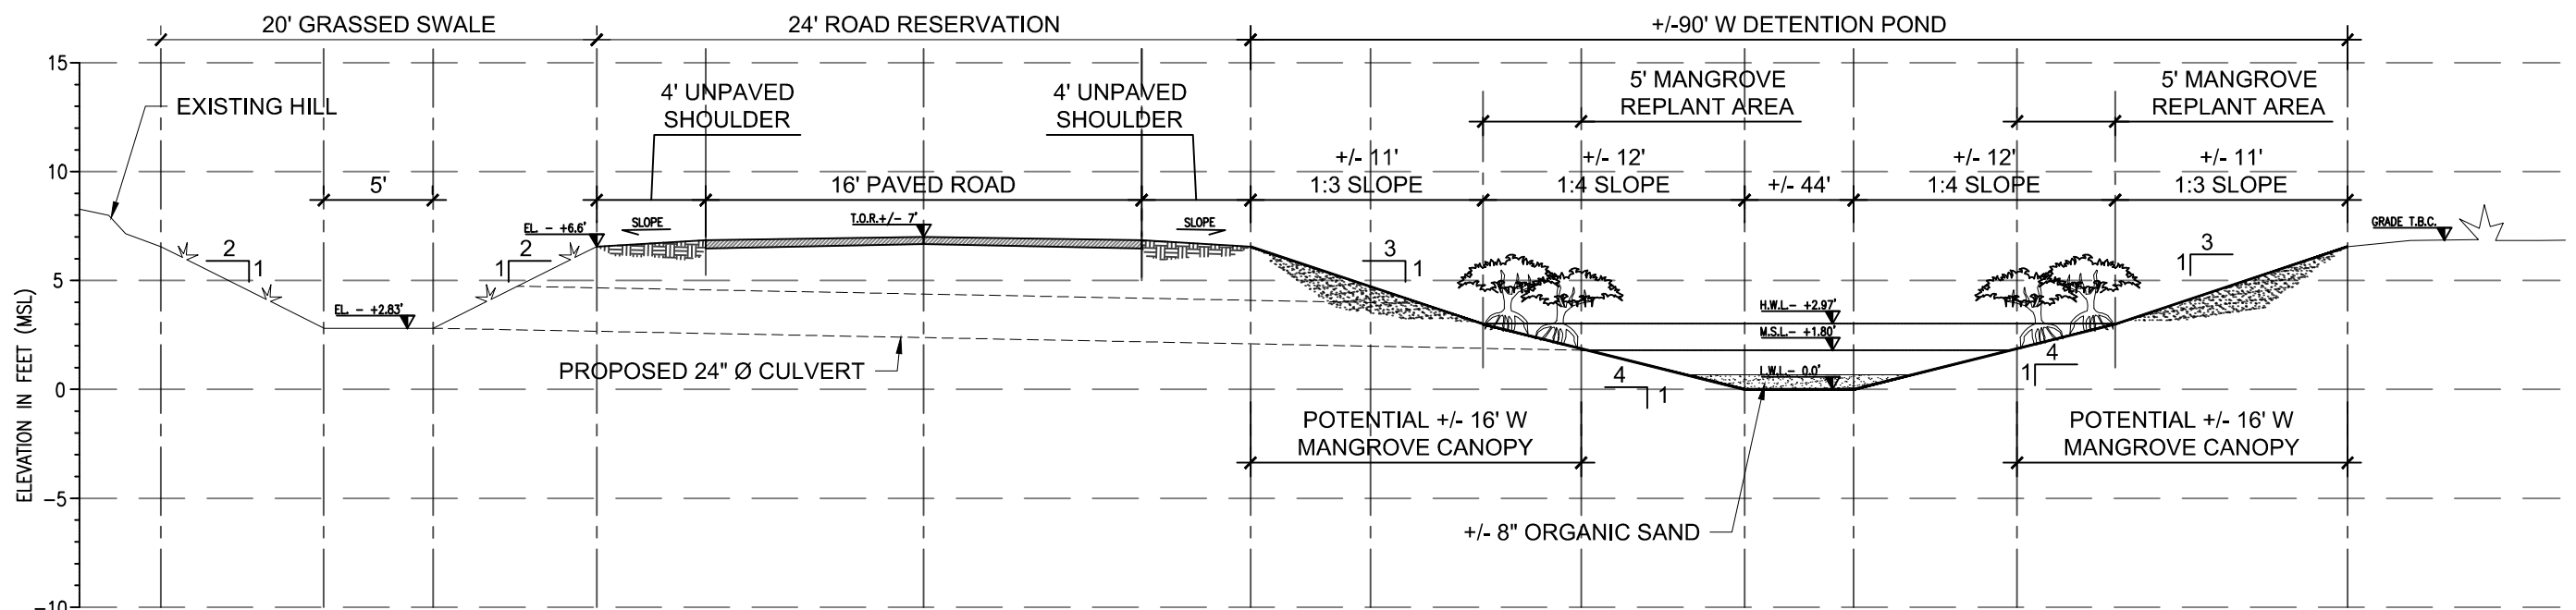 20' GRASSED SWALE
24' ROAD RESERVATION
+/-90' W DETENTION POND
15
EXISTING HILL
4' UNPAVED
SHOULDER
4' UNPAVED
SHOULDER
5' MANGROVE
REPLANT AREA
5' MANGROVE
REPLANT AREA
10
5'
16' PAVED ROAD
+/- 11'
1:3 SLOPE
+/- 12'
1:4 SLOPE
+/- 44'
+/- 12'
1:4 SLOPE
+/- 11'
1:3 SLOPE
EL. - +6.6'
SLOPE
T.O.R.+/- 7'
SLOPE
GRADE T.B.C.
2
1
2
1
3
1
3
1
5
EL. - +2.83'
H.W.L.- +2.97'
M.S.L.- +1.80'
L.W.L.- 0.0'
PROPOSED 24" Ø CULVERT
4
1
4
1
0
ELEVATION IN FEET (MSL)
POTENTIAL +/- 16' W
MANGROVE CANOPY
POTENTIAL +/- 16' W
MANGROVE CANOPY
-5
+/- 8" ORGANIC SAND
-10